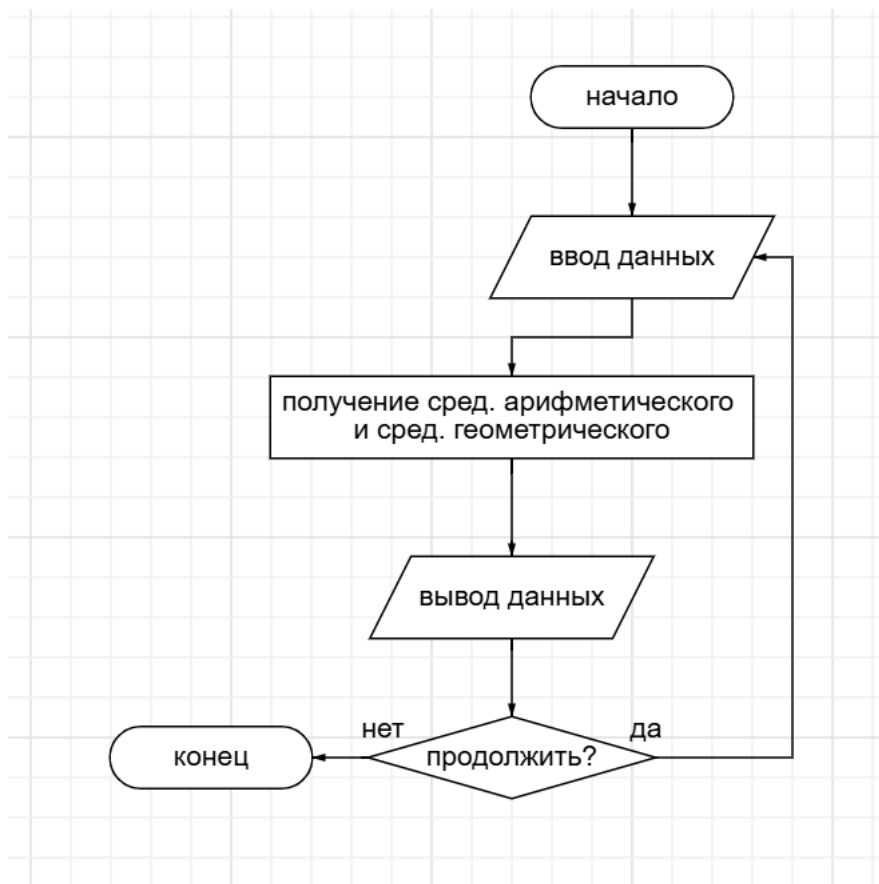 начало
ввод данных
получение сред. арифметического
и сред. геометрического
вывод данных
нет
да
конец
продолжить?